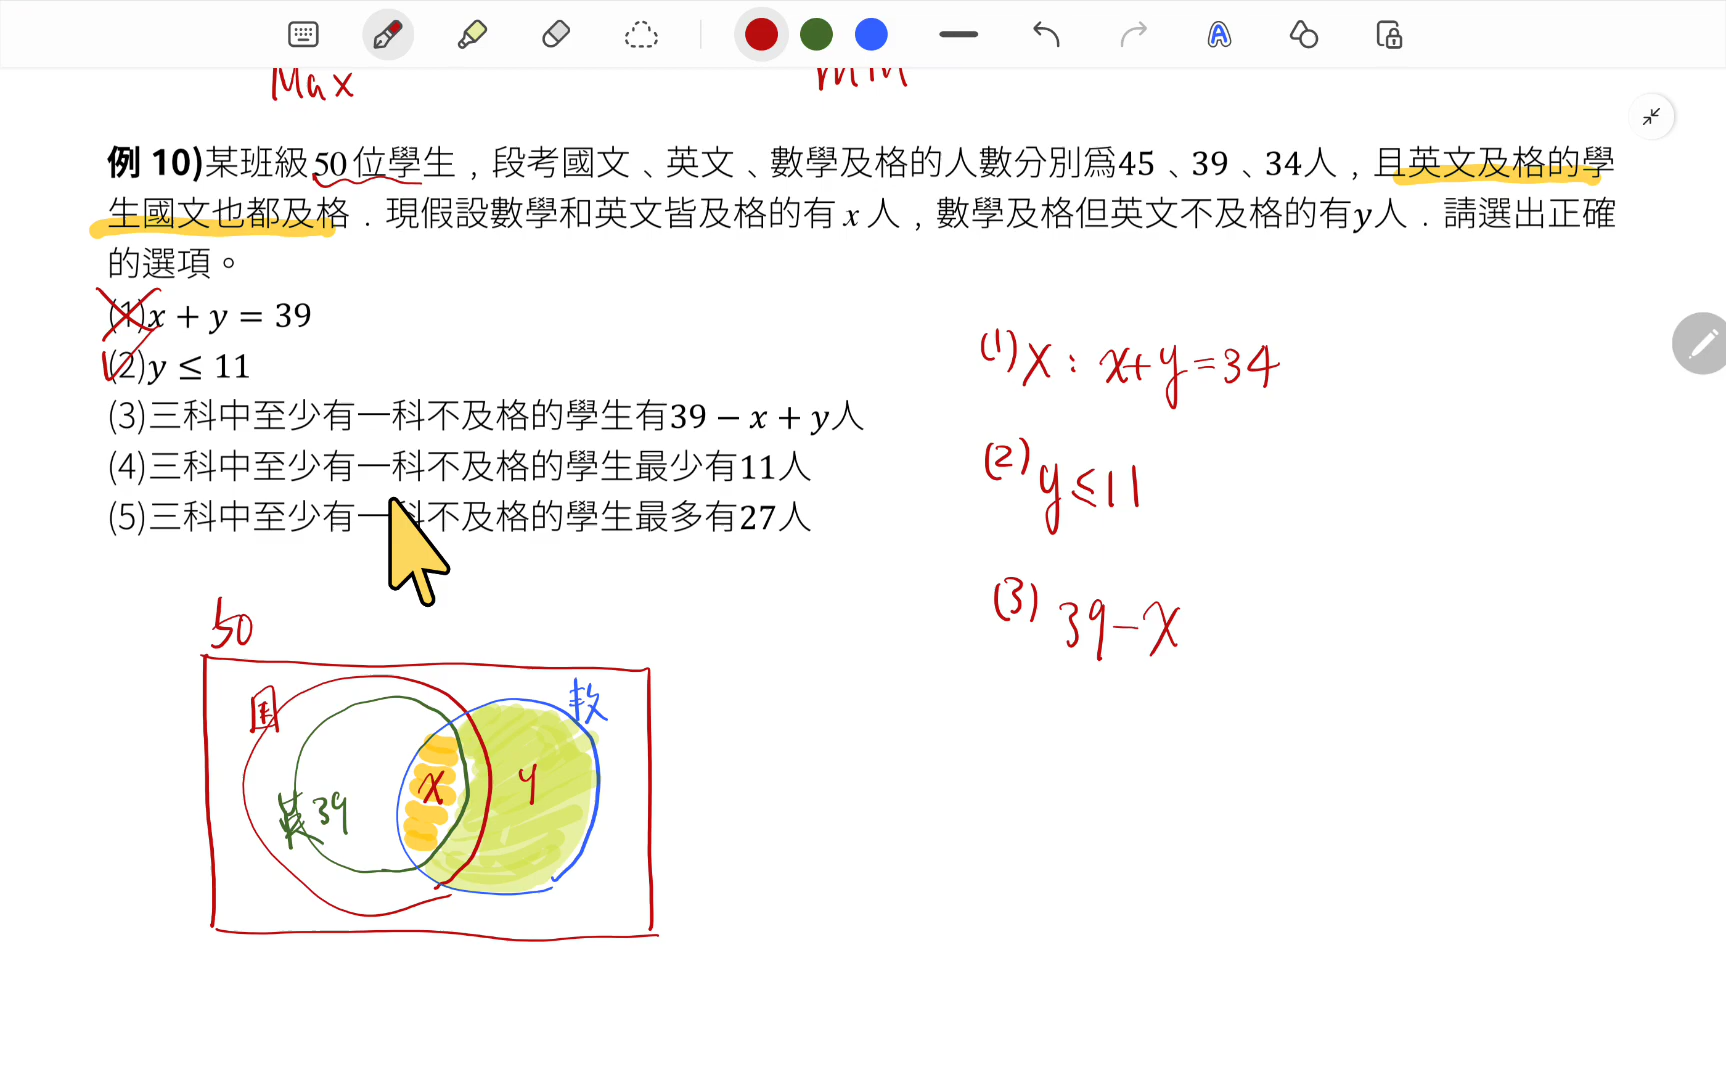 Max
min
例 10)某班級50位學生，段考國文、英文、數學及格的人數分別為45、39、34人，且英文及格的學
生國文也都及格．現假設數學和英文皆及格的有 x 人，數學及格但英文不及格的有y人．請選出正確
的選項。
(1)x + y = 39
(2)y ≤ 11
(3)三科中至少有一科不及格的學生有39 − x + y人
(4)三科中至少有一科不及格的學生最少有11人
(5)三科中至少有一科不及格的學生最多有27人
(1) X : x+y=34
(2) y≤11
(3) 39-x
50
国
数
英 39
x
y